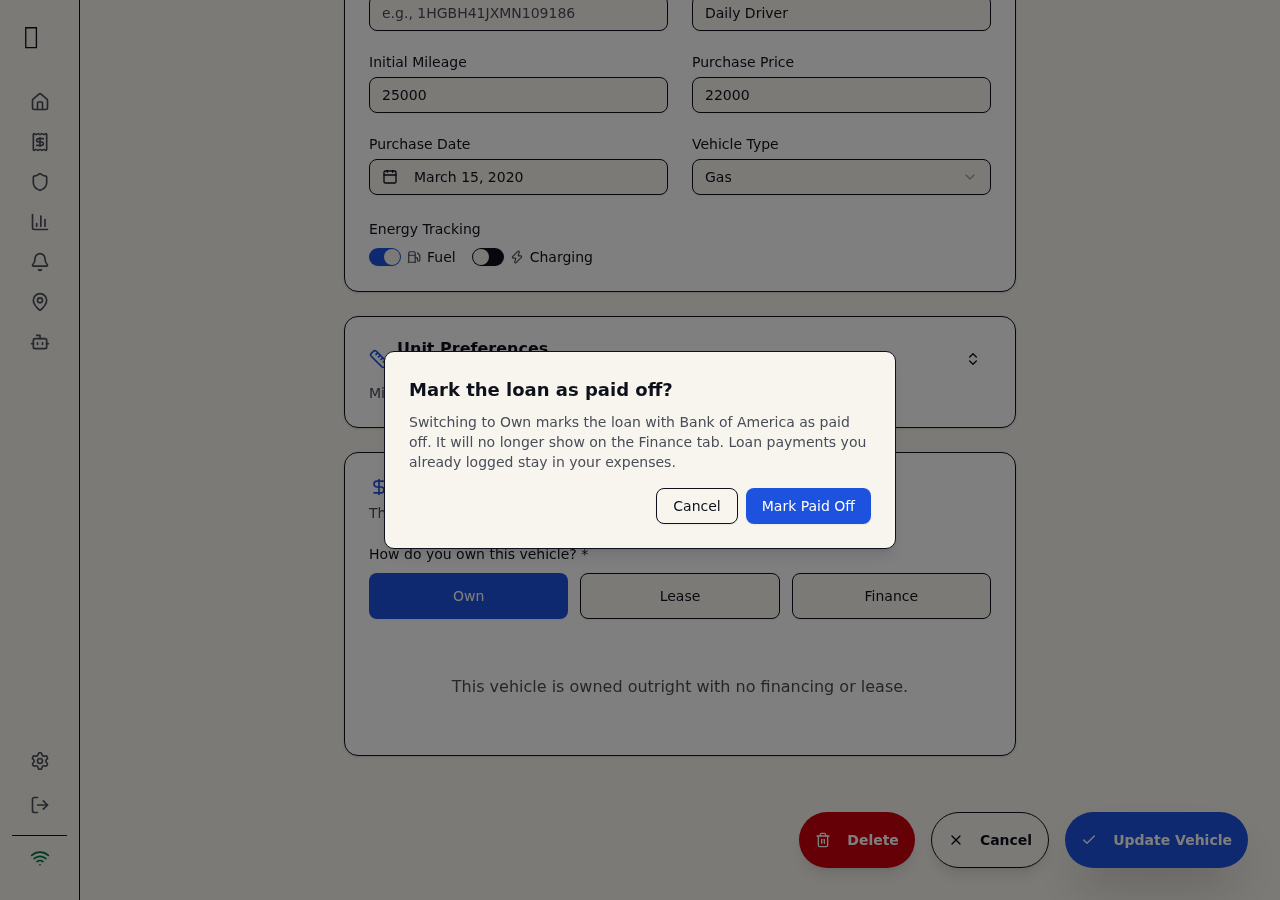 e.g., 1HGBH41JXMN109186
Daily Driver
Initial Mileage
Purchase Price
25000
22000
Purchase Date
Vehicle Type
March 15, 2020
Gas
Energy Tracking
Fuel
Charging
Unit Preferences
Mi
Mark the loan as paid off?
Switching to Own marks the loan with Bank of America as paid
off. It will no longer show on the Finance tab. Loan payments you
already logged stay in your expenses.
Cancel
Mark Paid Off
Th
How do you own this vehicle? *
Own
Lease
Finance
This vehicle is owned outright with no financing or lease.
Delete
Cancel
Update Vehicle